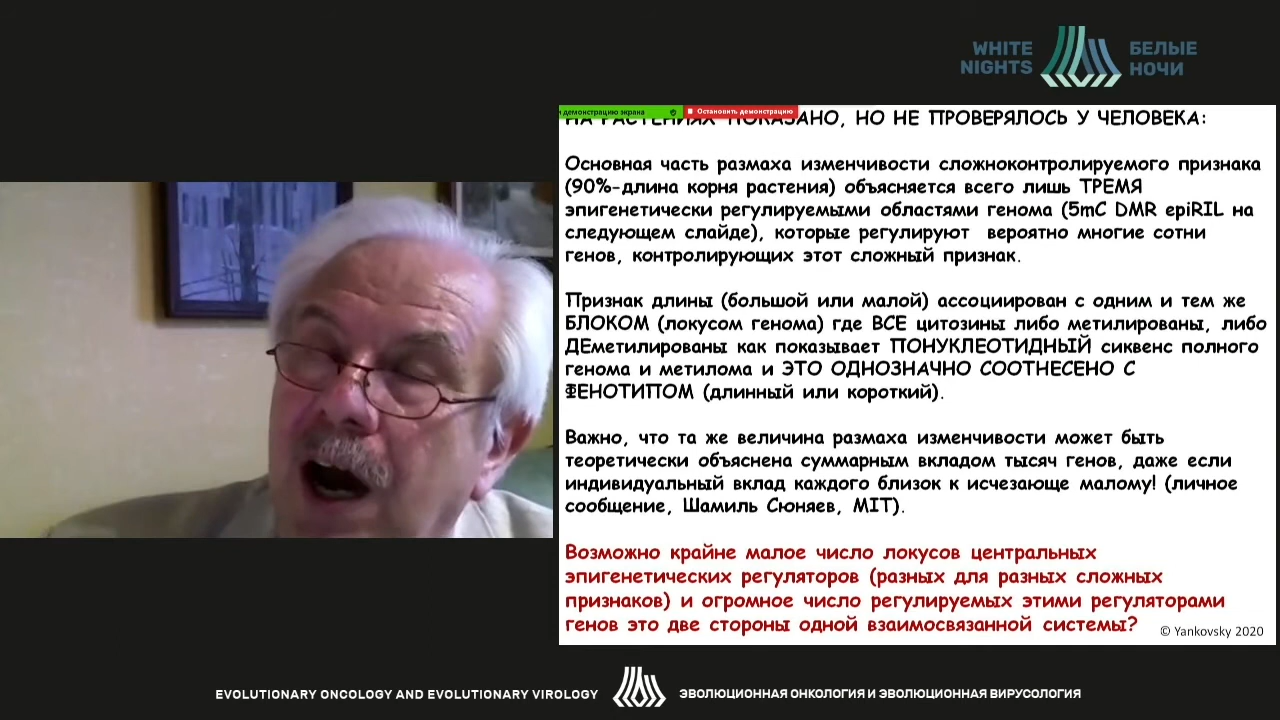 WHITE
NIGHTS
БЕЛЫЕ
НОЧИ
демонстрацию экрана
Остановить демонстрацию
НА РАСТЕНИЯХ ПОКАЗАНО, НО НЕ ПРОВЕРЯЛОСЬ У ЧЕЛОВЕКА:
Основная часть размаха изменчивости сложноконтролируемого признака
(90%-длина корня растения) объясняется всего лишь ТРЕМЯ
эпигенетически регулируемыми областями генома (5mC DMR epiRIL на
следующем слайде), которые регулируют вероятно многие сотни
генов, контролирующих этот сложный признак.
Признак длины (большой или малой) ассоциирован с одним и тем же
БЛОКОМ (локусом генома) где ВСЕ цитозины либо метилированы, либо
ДЕметилированы как показывает ПОНУКЛЕОТИДНЫЙ сиквенс полного
генома и метилома и ЭТО ОДНОЗНАЧНО СООТНЕСЕНО С
ФЕНОТИПОМ (длинный или короткий).
Важно, что та же величина размаха изменчивости может быть
теоретически объяснена суммарным вкладом тысяч генов, даже если
индивидуальный вклад каждого близок к исчезающе малому! (личное
сообщение, Шамиль Сюняев, MIT).
Возможно крайне малое число локусов центральных
эпигенетических регуляторов (разных для разных сложных
признаков) и огромное число регулируемых этими регуляторами
генов это две стороны одной взаимосвязанной системы?
© Yankovsky 2020
EVOLUTIONARY ONCOLOGY AND EVOLUTIONARY VIROLOGY
ЭВОЛЮЦИОННАЯ ОНКОЛОГИЯ И ЭВОЛЮЦИОННАЯ ВИРУСОЛОГИЯ